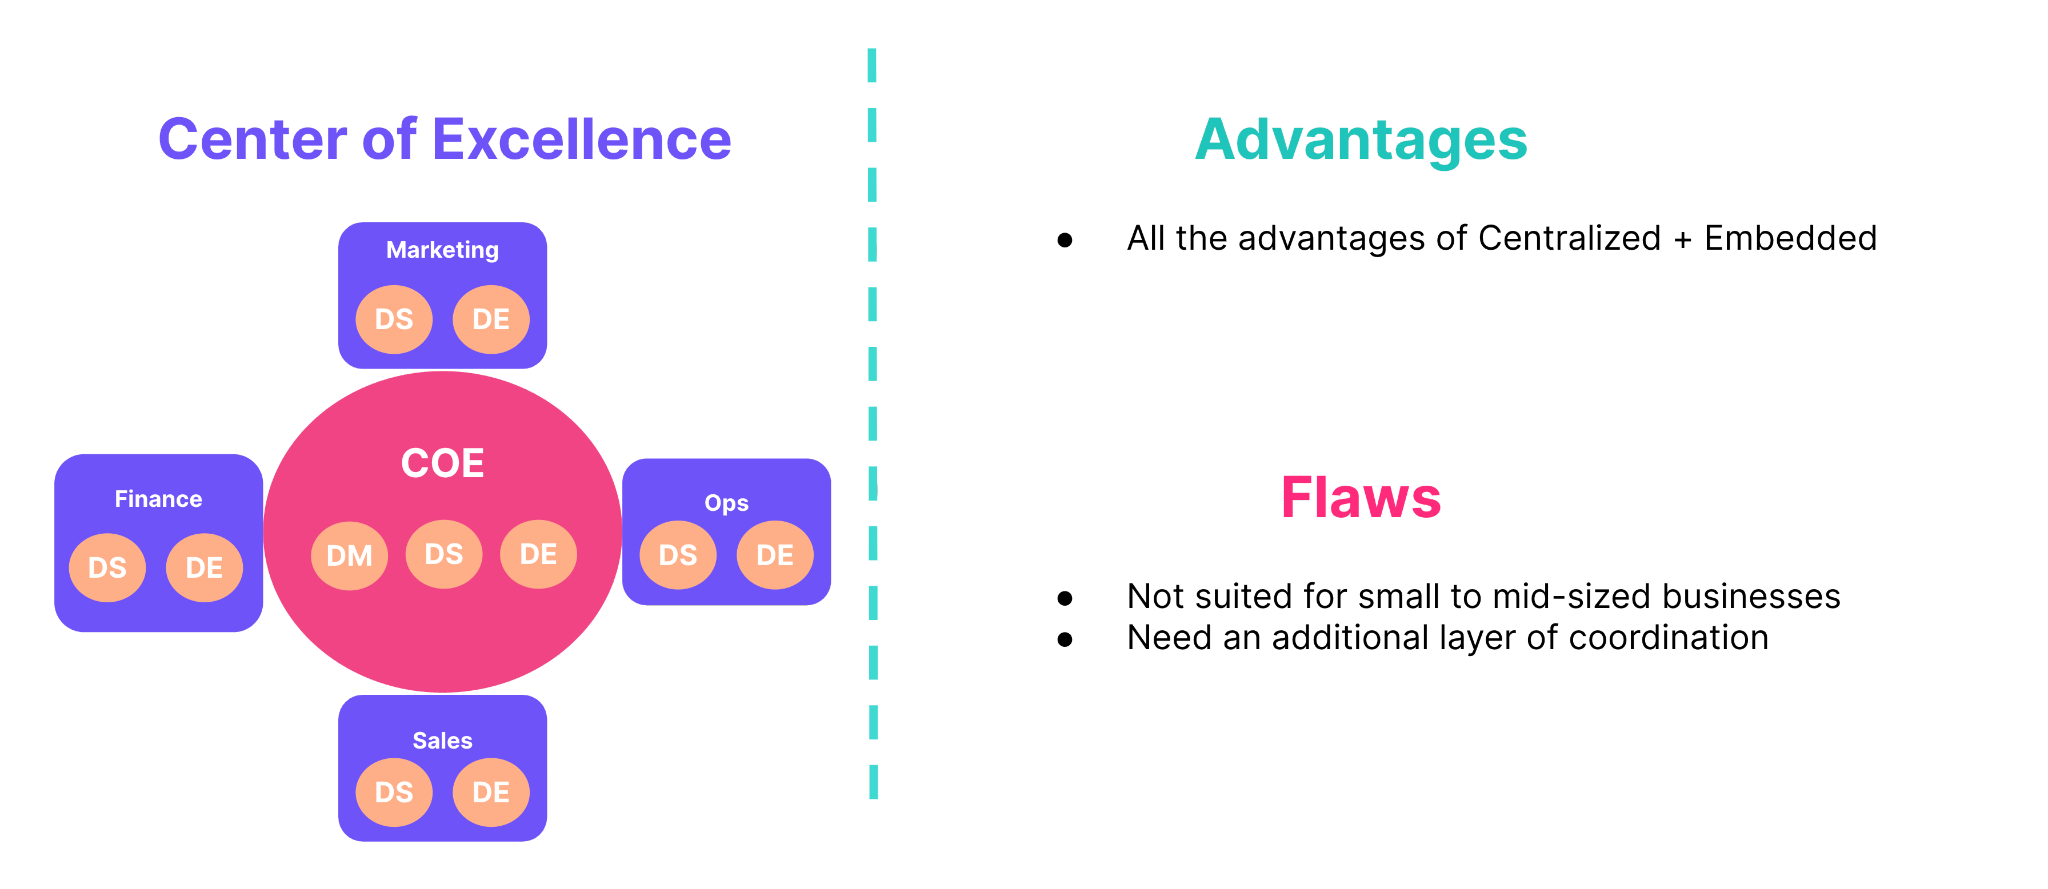 Center of Excellence
Marketing
DS DE
COE
DM DS DE
Finance
DS DE
Ops
DS DE
Sales
DS DE
Advantages
● All the advantages of Centralized + Embedded
Flaws
● Not suited for small to mid-sized businesses
● Need an additional layer of coordination